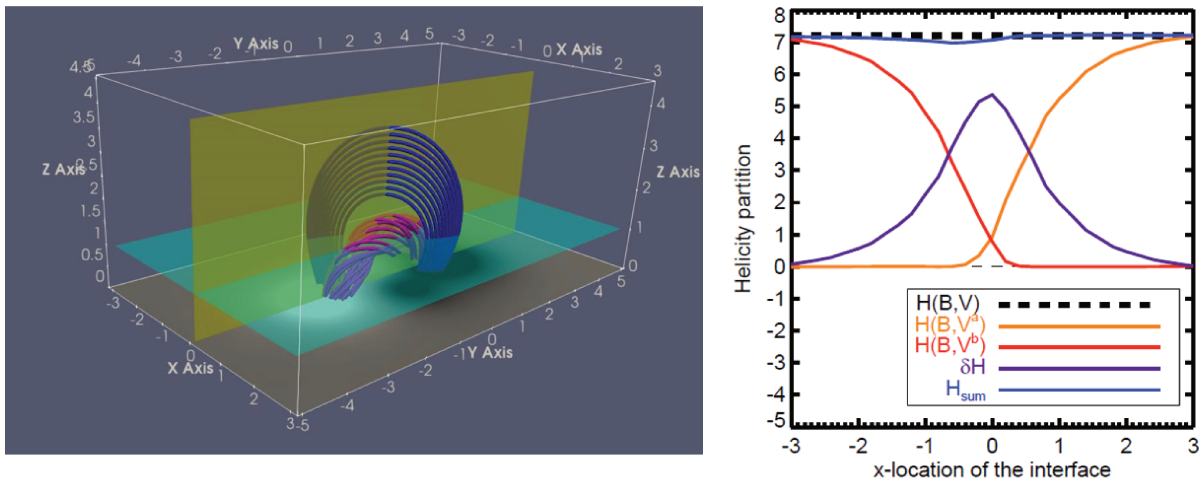 Y Axis
X Axis
-5 -4 -3 -2 -1 0 1 2 3 4 5
-3 -2 -1 0 1 2 3
4.5
4
3.5
3
2.5
Z Axis
2
1.5
1
0.5
0
4
3
Z Axis
2
1
0
-3
-2
-1
0
X Axis
1
2
3
-5
-4
-3
-2
-1
Y Axis
0
1
2
3
4
5
Helicity partition
8
7
6
5
4
3
2
1
0
-1
-2
-3
-4
-5
H(B,V)
H(B,Vᵃ)
H(B,Vᵇ)
δH
Hsum
-3 -2 -1 0 1 2 3
x-location of the interface